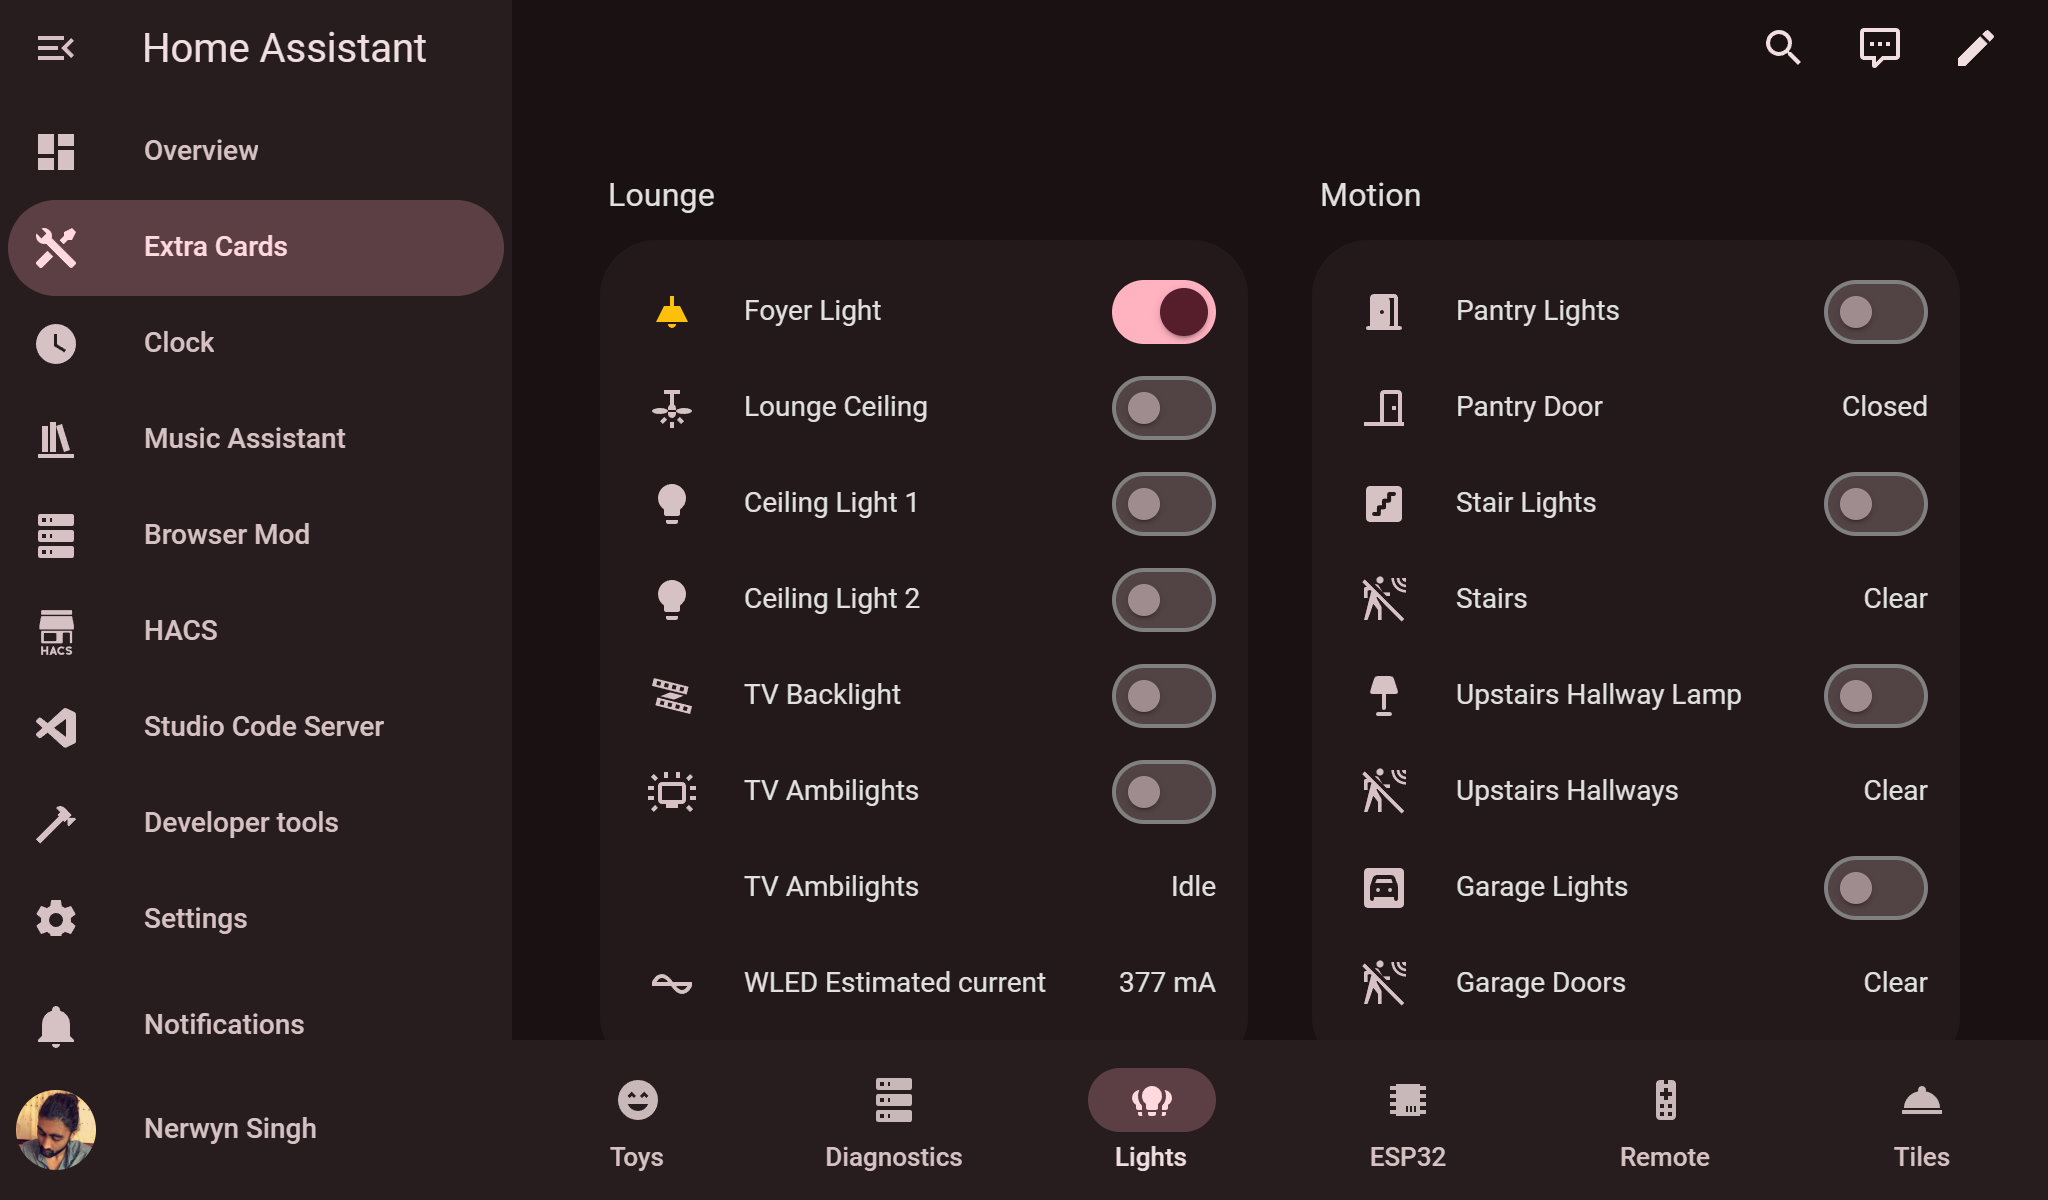 Home Assistant
Overview
Extra Cards
Clock
Music Assistant
Browser Mod
HACS
HACS
Studio Code Server
Developer tools
Settings
Notifications
Nerwyn Singh
Lounge
Foyer Light
Lounge Ceiling
Ceiling Light 1
Ceiling Light 2
TV Backlight
TV Ambilights
TV Ambilights Idle
WLED Estimated current 377 mA
Motion
Pantry Lights
Pantry Door Closed
Stair Lights
Stairs Clear
Upstairs Hallway Lamp
Upstairs Hallways Clear
Garage Lights
Garage Doors Clear
Toys Diagnostics Lights ESP32 Remote Tiles